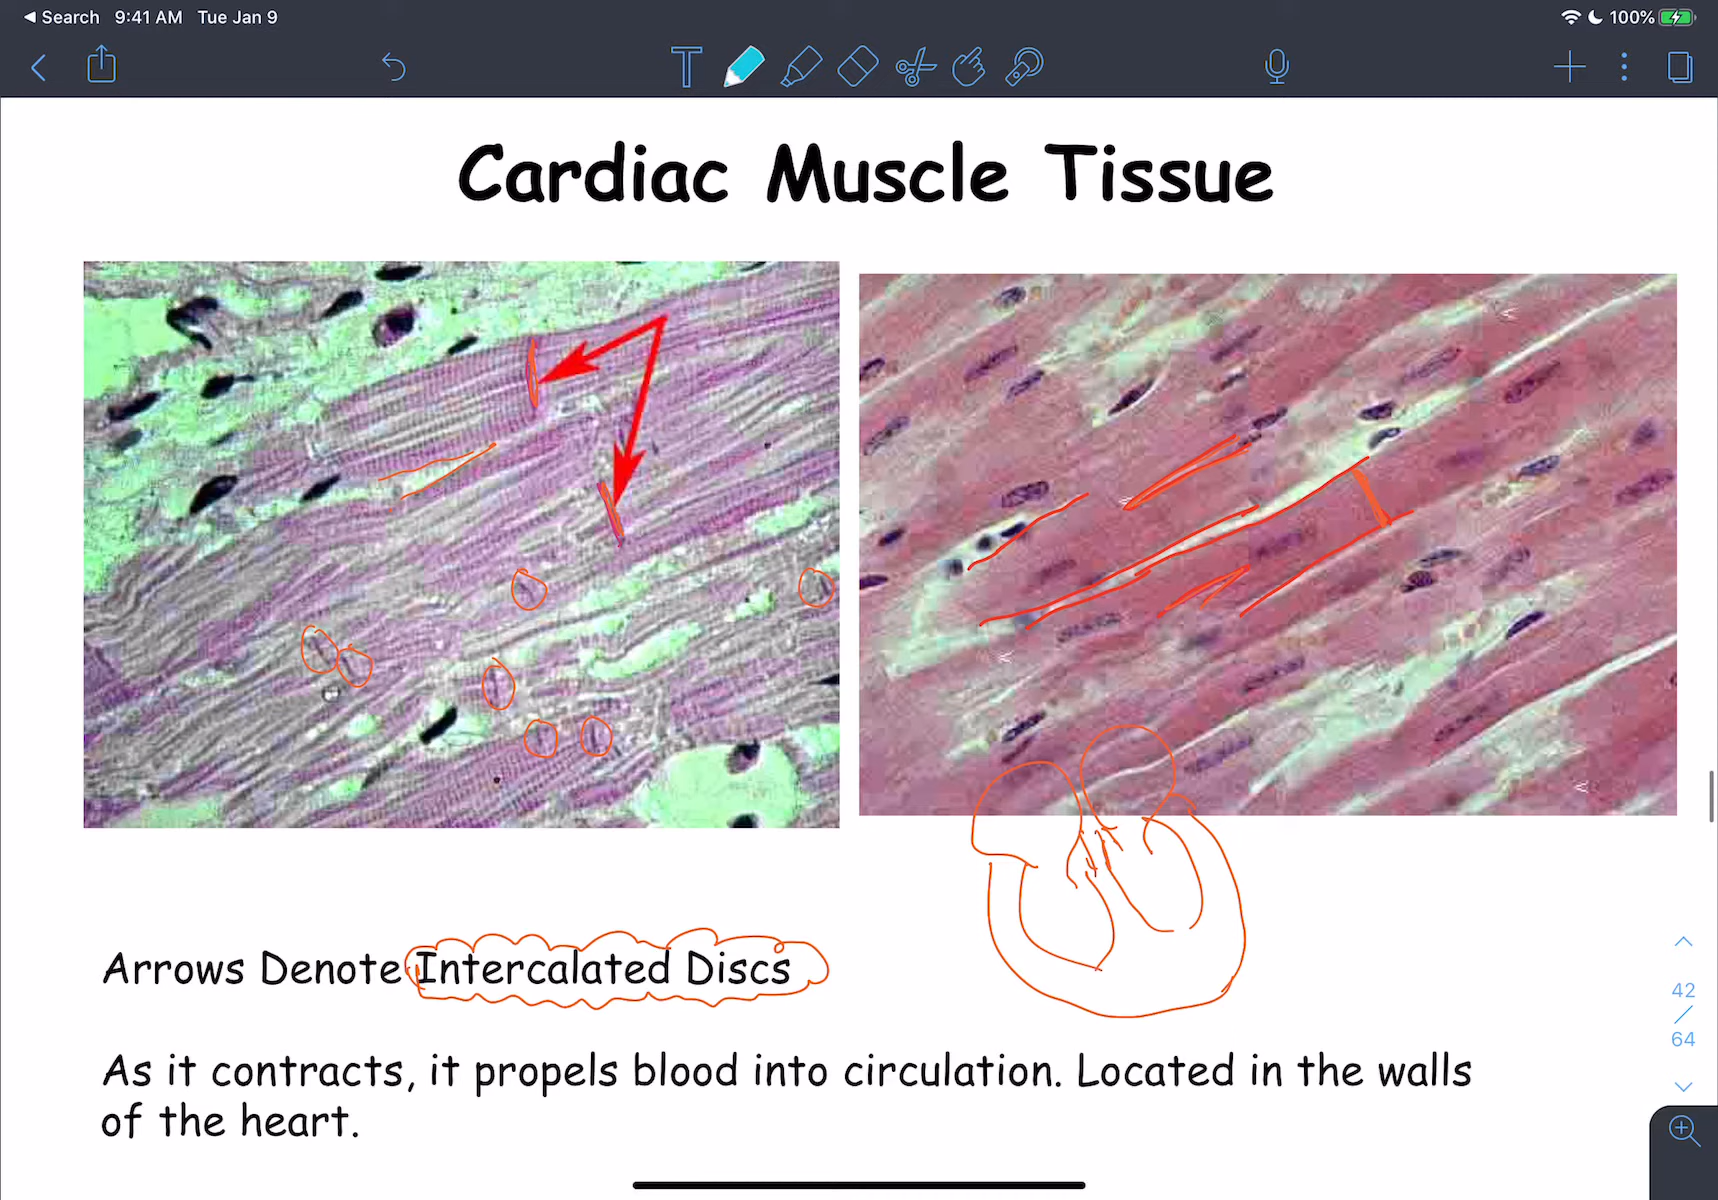 Search 9:41 AM Tue Jan 9
100%
Cardiac Muscle Tissue
Arrows Denote Intercalated Discs
42
/
64
As it contracts, it propels blood into circulation. Located in the walls
of the heart.